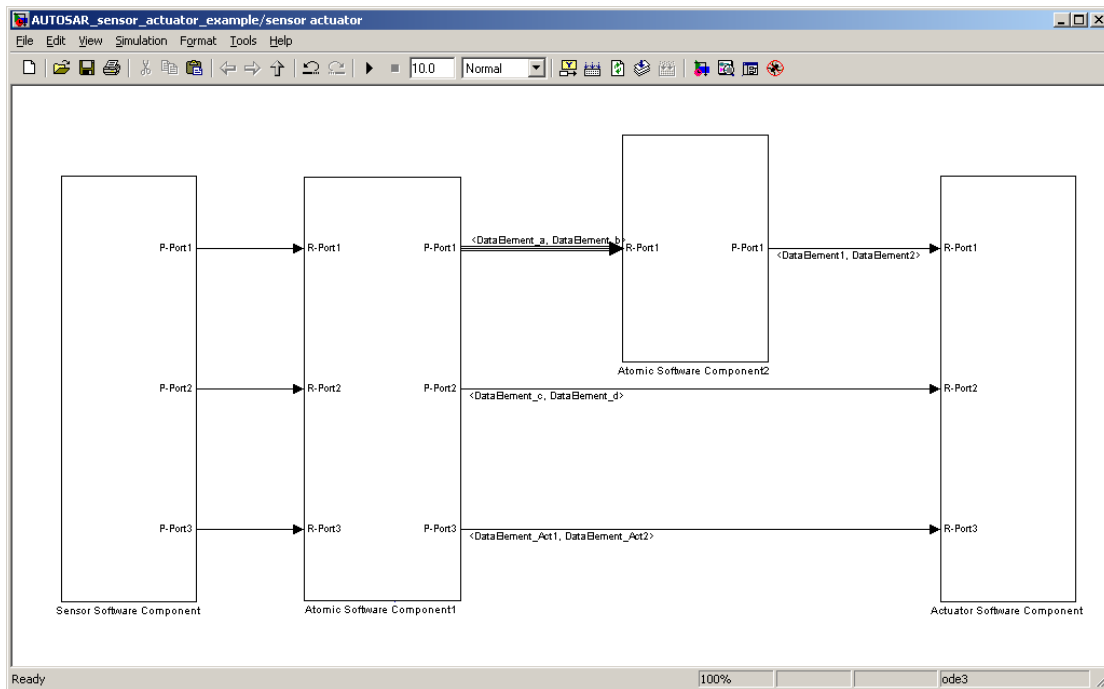 AUTOSAR_sensor_actuator_example/sensor actuator
File Edit View Simulation Format Tools Help
10.0 Normal
P-Port1 R-Port1 P-Port1 <DataElement_a, DataElement_b> R-Port1 P-Port1 <DataElement1, DataElement2> R-Port1
Atomic Software Component2
P-Port2 R-Port2 P-Port2 <DataElement_c, DataElement_d> R-Port2
P-Port3 R-Port3 P-Port3 <DataElement_Act1, DataElement_Act2> R-Port3
Sensor Software Component Atomic Software Component1 Actuator Software Component
Ready 100% ode3